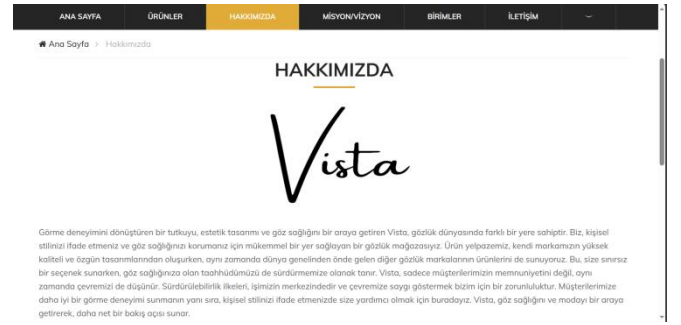 ANA SAYFA ÜRÜNLER HAKKIMIZDA MİSYON/VİZYON BİRİMLER İLETİŞİM
Ana Sayfa > Hakkımızda
HAKKIMIZDA
Vista
Görme deneyimini dönüştüren bir tutkuyu, estetik tasarımı ve göz sağlığını bir araya getiren Vista, gözlük dünyasında farklı bir yere sahiptir. Biz, kişisel
stilinizi ifade etmeniz ve göz sağlığınızı korumanız için mükemmel bir yer sağlayan bir gözlük mağazasıyız. Ürün yelpazemiz, kendi markamızın yüksek
kaliteli ve özgün tasarımlarından oluşurken, aynı zamanda dünya genelinden önde gelen diğer gözlük markalarının ürünlerini de sunuyoruz. Bu, size sınırsız
bir seçenek sunarken, göz sağlığınıza olan taahhüdümüzü de sürdürmemize olanak tanır. Vista, sadece müşterilerimizin memnuniyetini değil, aynı
zamanda çevremizi de düşünür. Sürdürülebilirlik ilkeleri, işimizin merkezindedir ve çevremize saygı göstermek bizim için bir zorunluluktur. Müşterilerimize
daha iyi bir görme deneyimi sunmanın yanı sıra, kişisel stilinizi ifade etmenizde size yardımcı olmak için buradayız. Vista, göz sağlığını ve modayı bir araya
getirerek, daha net bir bakış açısı sunar.